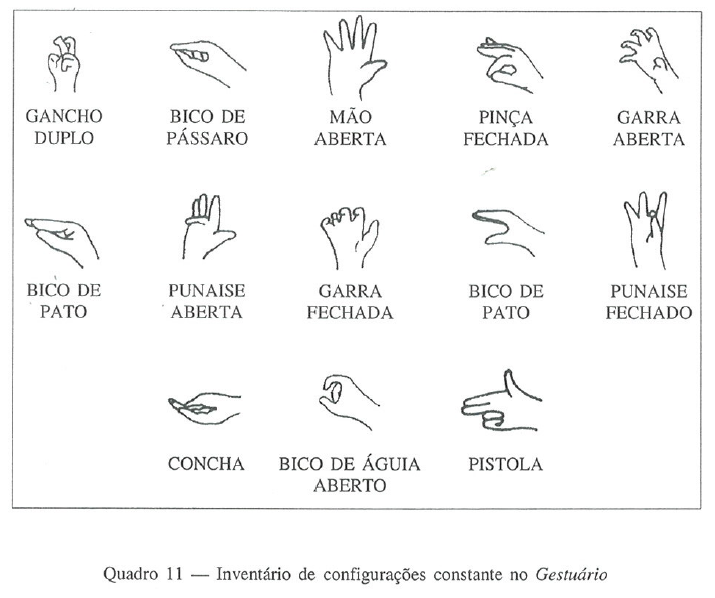 GANCHO DUPLO
BICO DE PÁSSARO
MÃO ABERTA
PINÇA FECHADA
GARRA ABERTA
BICO DE PATO
PUNAISE ABERTA
GARRA FECHADA
BICO DE PATO
PUNAISE FECHADO
CONCHA
BICO DE ÁGUIA ABERTO
PISTOLA
Quadro 11 — Inventário de configurações constante no Gestuário